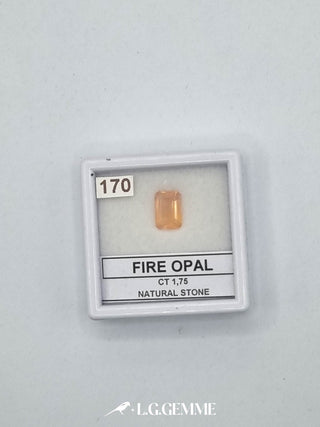 170
FIRE OPAL
CT 1,75
NATURAL STONE
L.G.GEMME